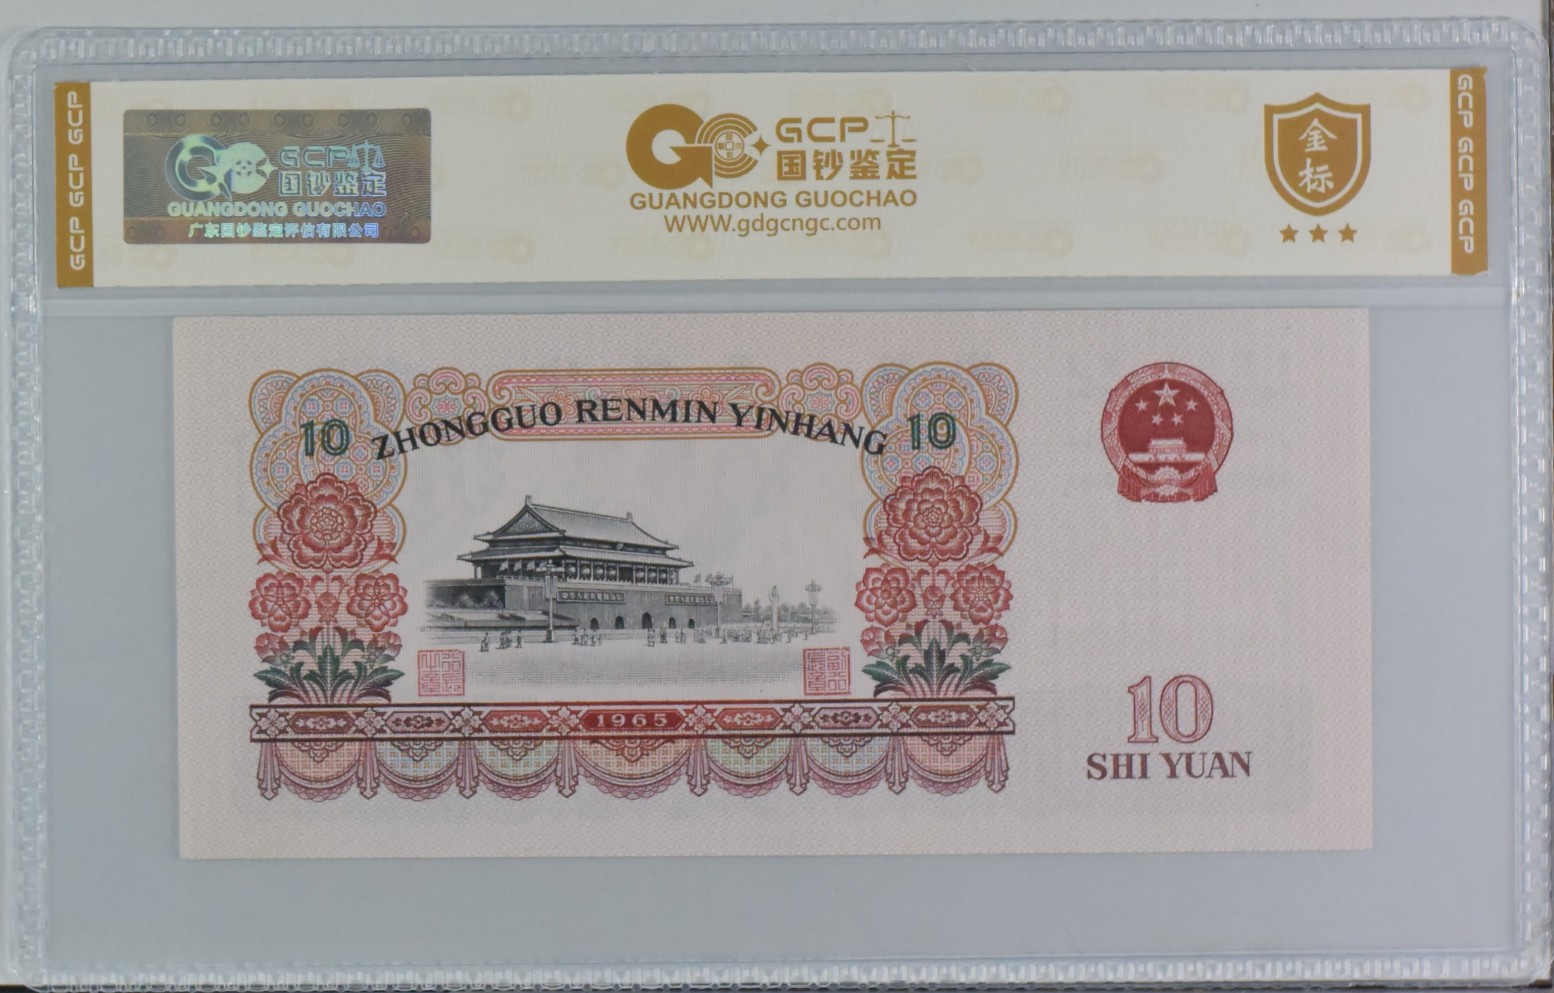 GCP GCP GCP
GCP 国钞鉴定
GUANGDONG GUOCHAO
广东国钞鉴定评估有限公司
GCP
国钞鉴定
GUANGDONG GUOCHAO
WWW.gdgcngc.com
金标
GCP GCP GCP
10 ZHONGGUO RENMIN YINHANG 10
1965
10
SHI YUAN